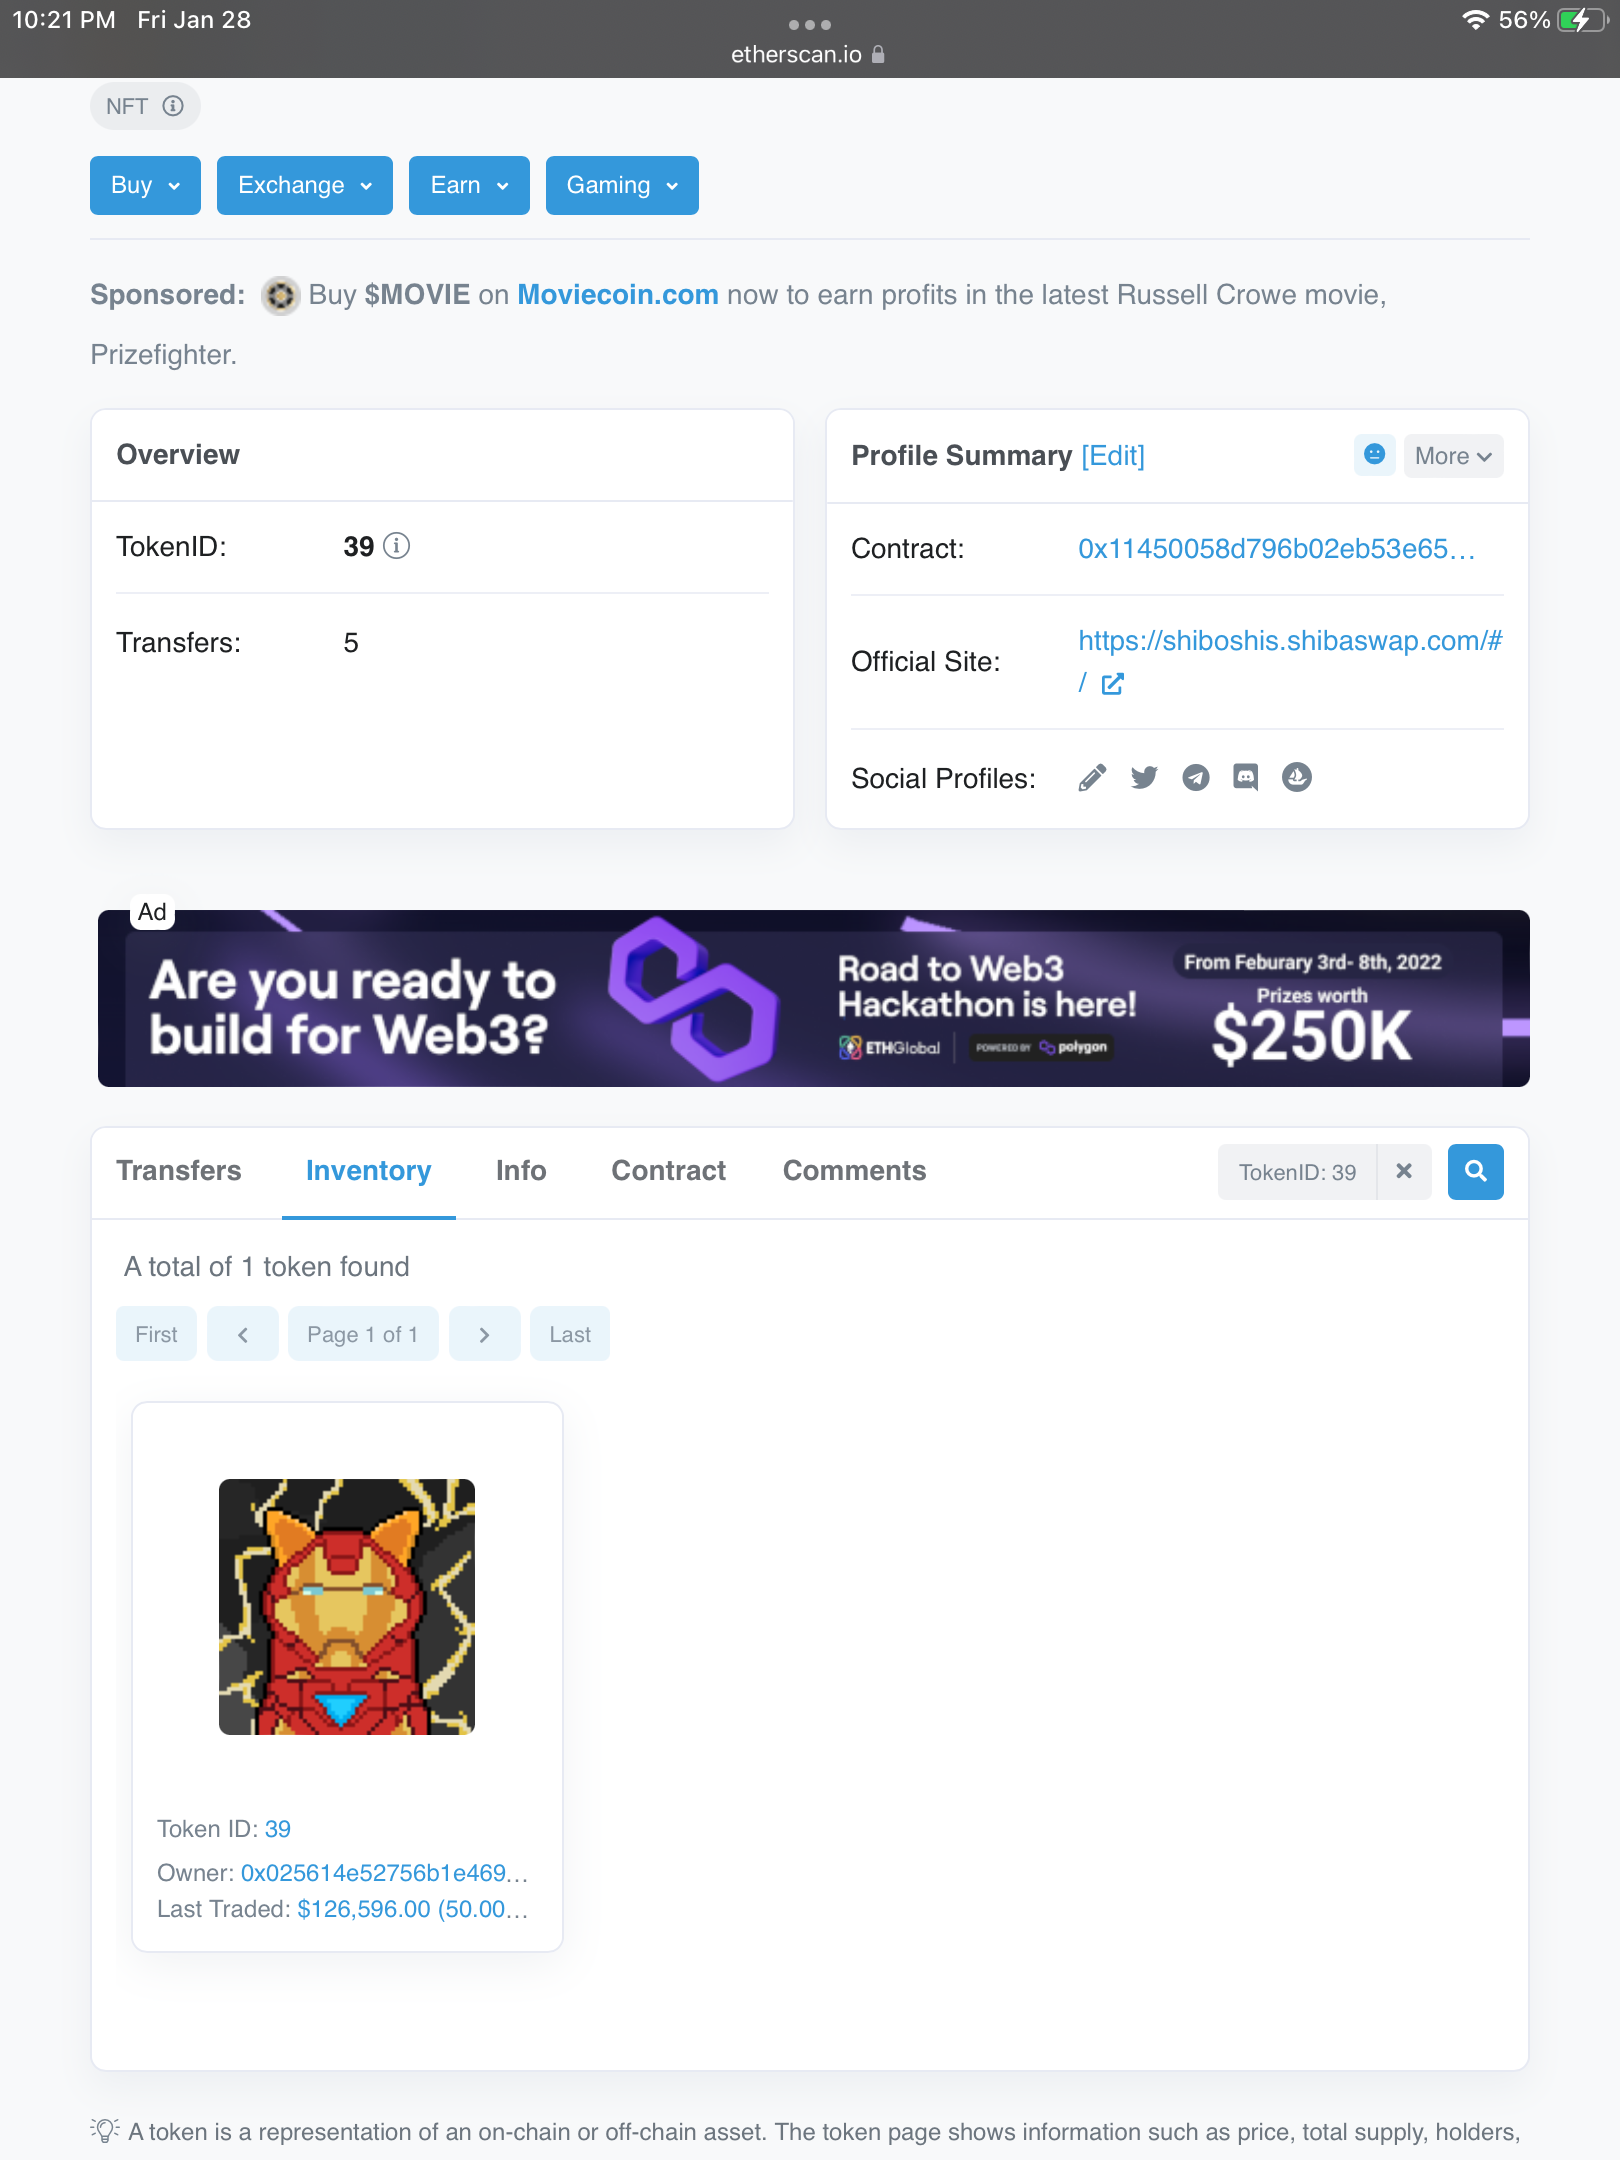 10:21 PM Fri Jan 28
56%
etherscan.io
NFT
Buy Exchange Earn Gaming
Sponsored: Buy $MOVIE on Moviecoin.com now to earn profits in the latest Russell Crowe movie,
Prizefighter.
Overview
TokenID: 39
Transfers: 5
Profile Summary [Edit]
More
Contract: 0x11450058d796b02eb53e65...
Official Site: https://shiboshis.shibaswap.com/#
/
Social Profiles:
Ad
Are you ready to
build for Web3?
Road to Web3
Hackathon is here!
ETHGlobal POWERED BY polygon
From Feburary 3rd- 8th, 2022
Prizes worth
$250K
Transfers Inventory Info Contract Comments
TokenID: 39
A total of 1 token found
First Page 1 of 1 Last
Token ID: 39
Owner: 0x025614e52756b1e469...
Last Traded: $126,596.00 (50.00...
A token is a representation of an on-chain or off-chain asset. The token page shows information such as price, total supply, holders,